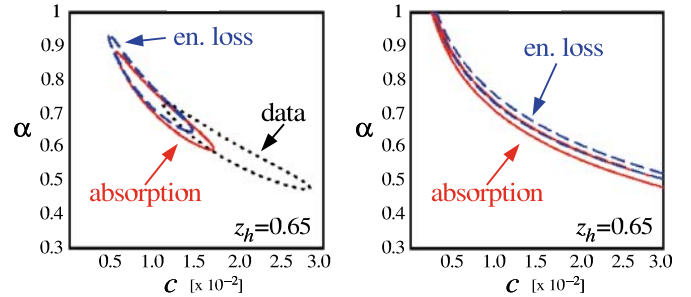 1
0.9
0.8
0.7
0.6
0.5
0.4
0.3
α
en. loss
data
absorption
z_h=0.65
0.5 1.0 1.5 2.0 2.5 3.0
c [x 10⁻²]
1
0.9
0.8
0.7
0.6
0.5
0.4
0.3
α
en. loss
absorption
z_h=0.65
0.5 1.0 1.5 2.0 2.5 3.0
c [x 10⁻²]